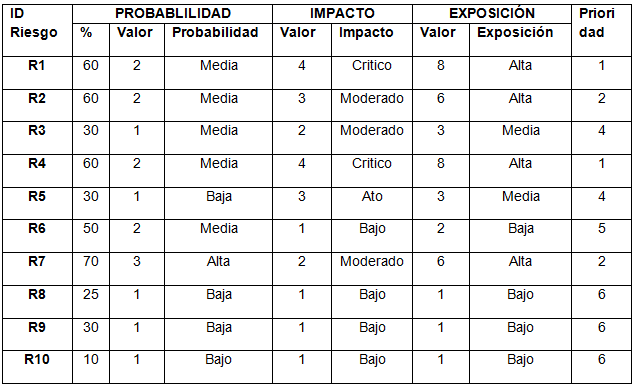 ID Riesgo PROBABLILIDAD IMPACTO EXPOSICIÓN Priori dad
% Valor Probabilidad Valor Impacto Valor Exposición
R1 60 2 Media 4 Critico 8 Alta 1
R2 60 2 Media 3 Moderado 6 Alta 2
R3 30 1 Media 2 Moderado 3 Media 4
R4 60 2 Media 4 Critico 8 Alta 1
R5 30 1 Baja 3 Ato 3 Media 4
R6 50 2 Media 1 Bajo 2 Baja 5
R7 70 3 Alta 2 Moderado 6 Alta 2
R8 25 1 Baja 1 Bajo 1 Bajo 6
R9 30 1 Baja 1 Bajo 1 Bajo 6
R10 10 1 Bajo 1 Bajo 1 Bajo 6